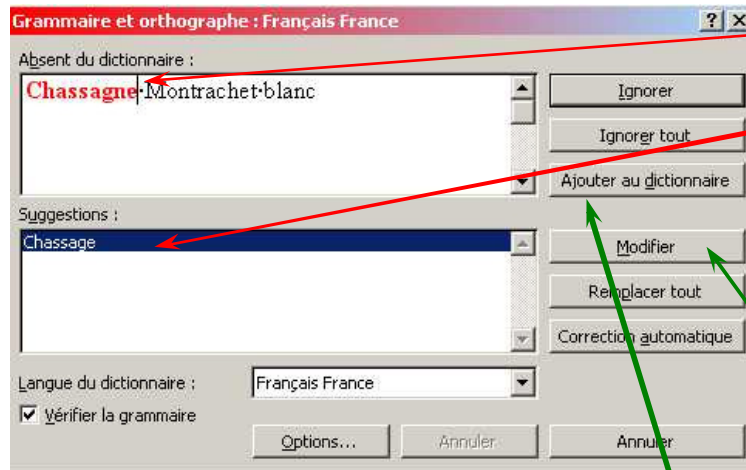 Grammaire et orthographe : Français France
Absent du dictionnaire :
Chassagne·Montrachet·blanc
Ignorer
Ignorer tout
Ajouter au dictionnaire
Suggestions :
Chassage
Modifier
Remplacer tout
Correction automatique
Langue du dictionnaire :
Français France
Vérifier la grammaire
Options...
Annuler
Annuler